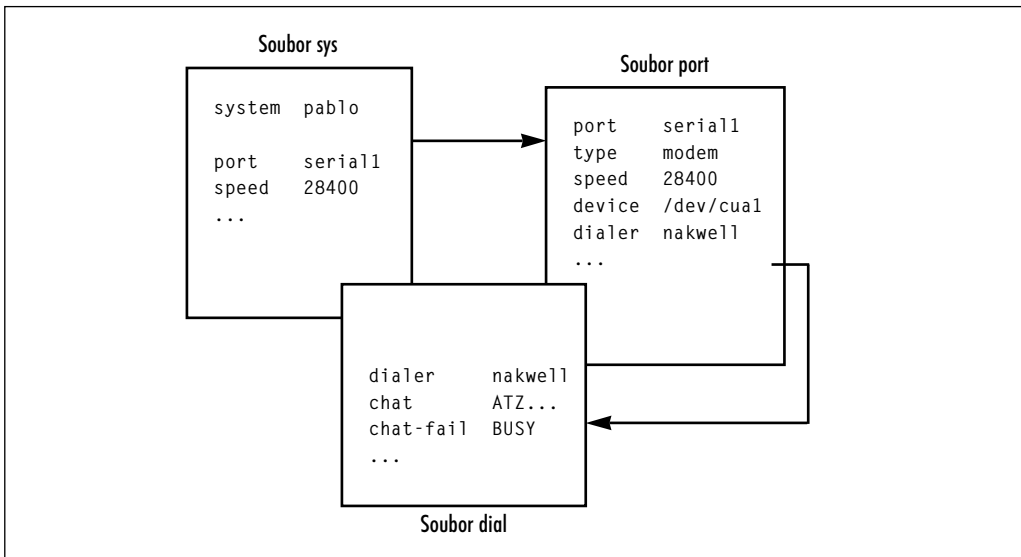 Soubor sys
system pablo
port serial1
speed 28400
...
Soubor port
port serial1
type modem
speed 28400
device /dev/cua1
dialer nakwell
...
dialer nakwell
chat ATZ...
chat-fail BUSY
...
Soubor dial